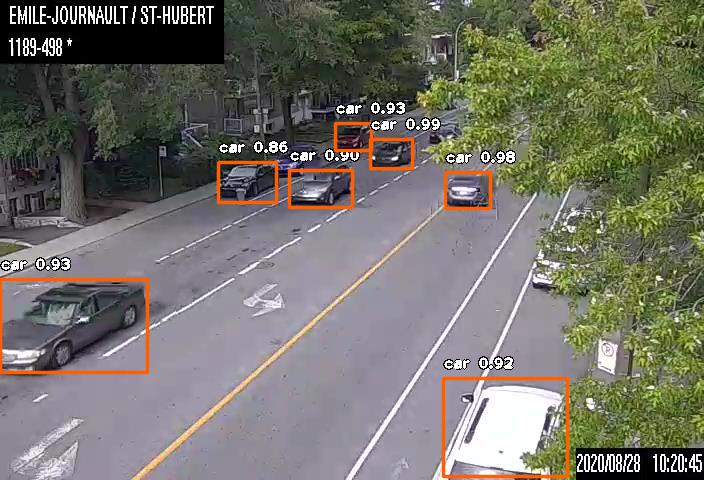 EMILE-JOURNAULT / ST-HUBERT
1189-498 *
car 0.93
car 0.99
car 0.86
car 0.90
car 0.98
car 0.93
car 0.92
P
2020/08/28 10:20:45